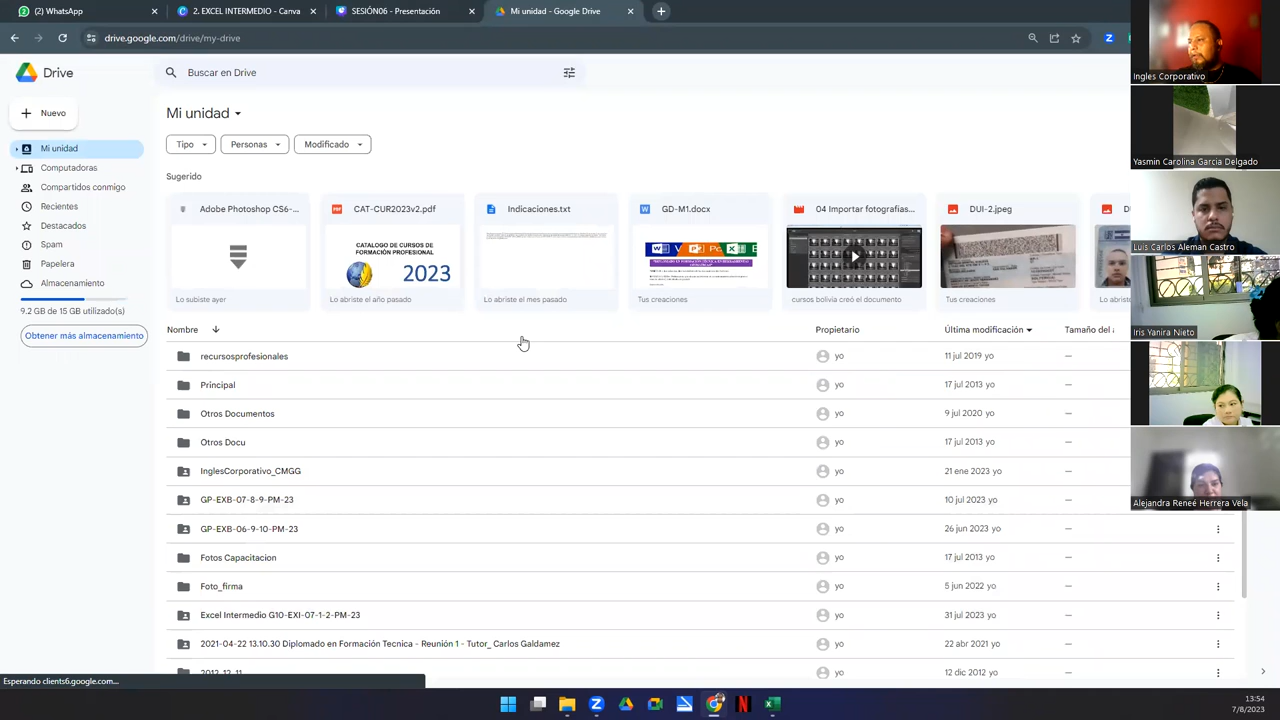 (2) WhatsApp
2. EXCEL INTERMEDIO - Canva
SESIÓN06 - Presentación
Mi unidad - Google Drive
drive.google.com/drive/my-drive
Drive
Buscar en Drive
Nuevo
Mi unidad
Computadoras
Compartidos conmigo
Recientes
Destacados
Spam
Papelera
Almacenamiento
9.2 GB de 15 GB utilizado(s)
Obtener más almacenamiento
Mi unidad
Tipo Personas Modificado
Sugerido
Adobe Photoshop CS6-...
Lo subiste ayer
CAT-CUR2023v2.pdf
CATALOGO DE CURSOS DE
FORMACIÓN PROFESIONAL
2023
Lo abriste el año pasado
Indicaciones.txt
Lo abriste el mes pasado
GD-M1.docx
Tus creaciones
04 Importar fotografías...
cursos bolivia creó el documento
DUI-2.jpeg
Tus creaciones
Nombre Propietario Última modificación Tamaño del
recursosprofesionales yo 11 jul 2019 yo —
Principal yo 17 jul 2013 yo —
Otros Documentos yo 9 jul 2020 yo —
Otros Docu yo 17 jul 2013 yo —
InglesCorporativo_CMGG yo 21 ene 2023 yo —
GP-EXB-07-8-9-PM-23 yo 10 jul 2023 yo —
GP-EXB-06-9-10-PM-23 yo 26 jun 2023 yo —
Fotos Capacitacion yo 17 jul 2013 yo —
Foto_firma yo 5 jun 2022 yo —
Excel Intermedio G10-EXI-07-1-2-PM-23 yo 31 jul 2023 yo —
2021-04-22 13.10.30 Diplomado en Formación Tecnica - Reunión 1 - Tutor_ Carlos Galdamez yo 22 abr 2021 yo —
2012-12-11 yo 12 dic 2012 yo —
Esperando clients6.google.com...
Ingles Corporativo
Yasmin Carolina Garcia Delgado
Luis Carlos Aleman Castro
Iris Yanira Nieto
Alejandra Reneé Herrera Vela
13:54
7/8/2023